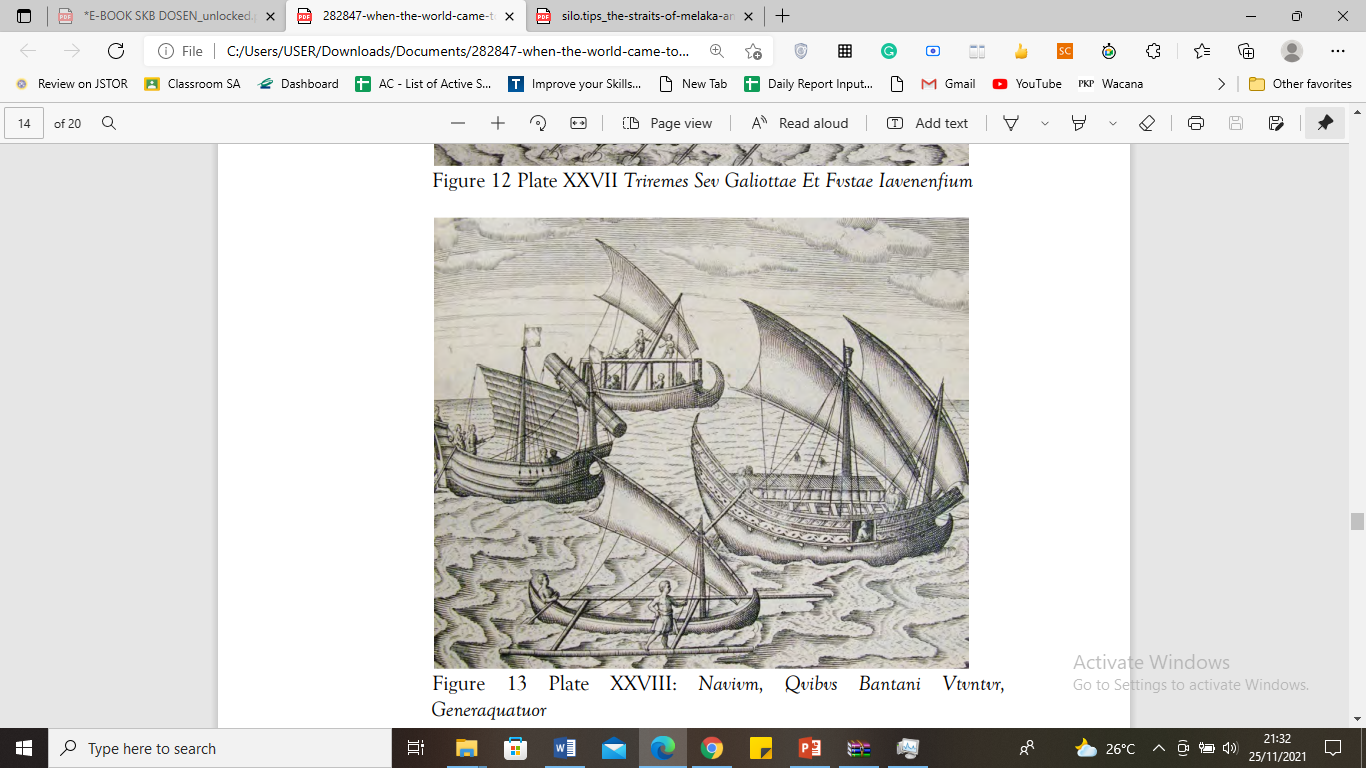 *E-BOOK SKB DOSEN_unlocked.p
282847-when-the-world-came-t
silo.tips_the-straits-of-melaka-an
File
C:/Users/USER/Downloads/Documents/282847-when-the-world-came-to...
SC
Review on JSTOR
Classroom SA
Dashboard
AC - List of Active S...
Improve your Skills...
New Tab
Daily Report Input...
Gmail
YouTube
PKP Wacana
Other favorites
14 of 20
Page view
Read aloud
Add text
Figure 12 Plate XXVII Triremes Sev Galiottae Et Fvstae Iavenenfium
Figure 13 Plate XXVIII: Navivm, Qvibvs Bantani Vtvntvr,
Generaquatuor
Activate Windows
Go to Settings to activate Windows.
Type here to search
26°C
21:32
25/11/2021